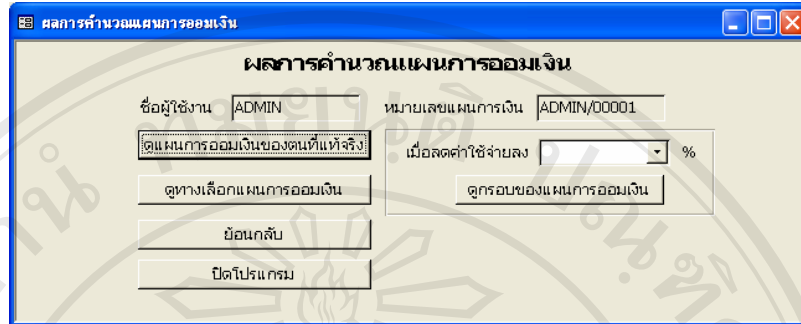 ผลการคำนวณแผนการออมเงิน
ผลการคำนวณแผนการออมเงิน
ชื่อผู้ใช้งาน ADMIN หมายเลขแผนการเงิน ADMIN/00001
ดูแผนการออมเงินของตนที่แท้จริง เมื่อลดค่าใช้จ่ายลง %
ดูทางเลือกแผนการออมเงิน ดูกรอบของแผนการออมเงิน
ย้อนกลับ
ปิดโปรแกรม